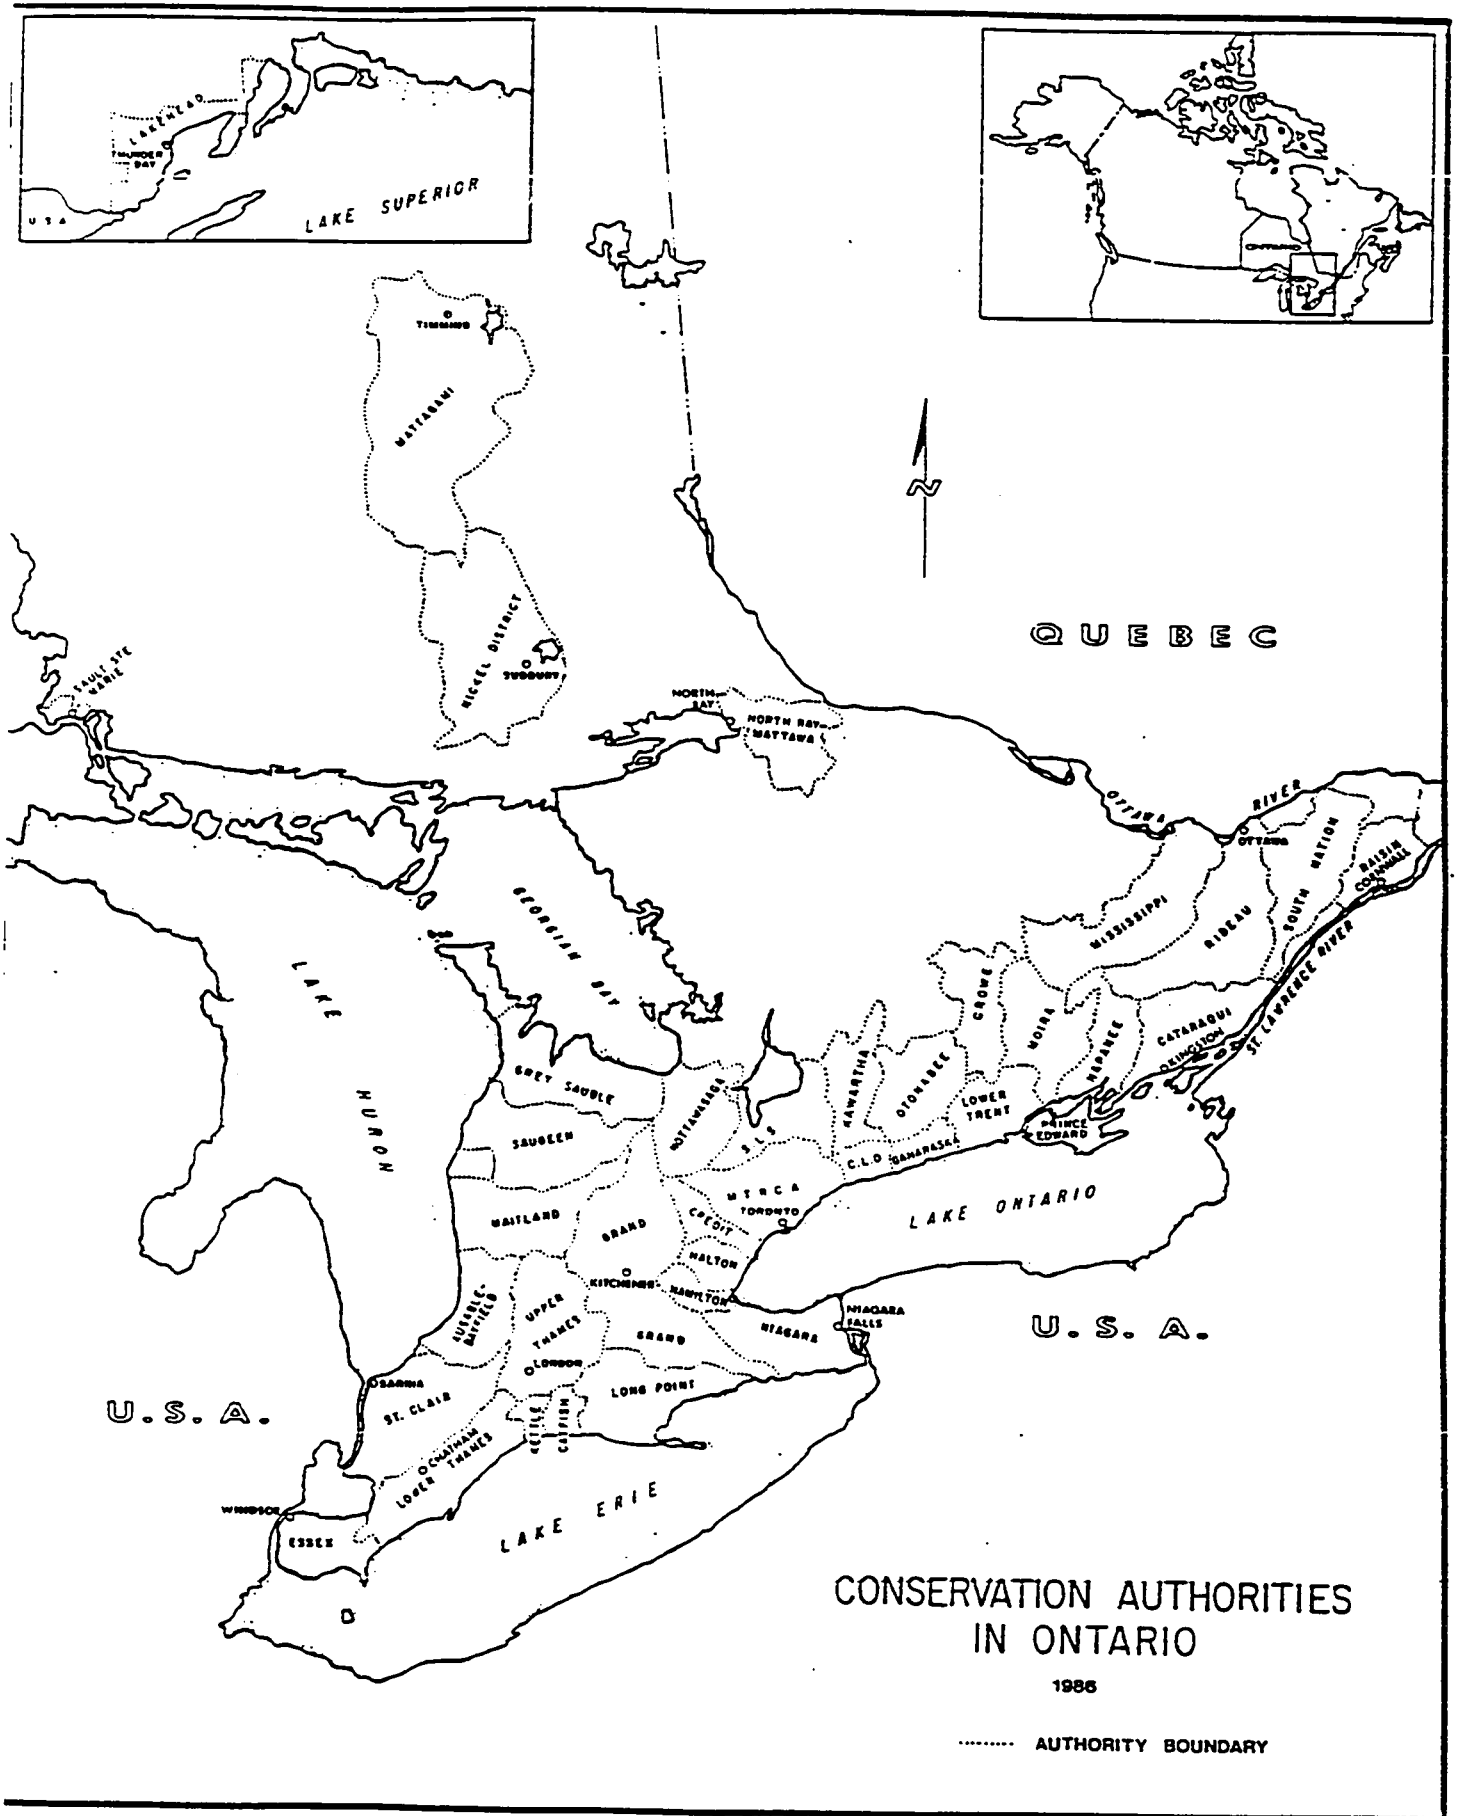 LAKEHEAD
THUNDER
BAY
USA
LAKE SUPERIOR
ONTARIO
TIMMINS
MATTAGAMI
QUEBEC
NICKEL DISTRICT
SUDBURY
SAULT STE
MARIE
NORTH
BAY
NORTH BAY
MATTAWA
OTTAWA RIVER
OTTAWA
SOUTH NATION
RAISIN
CORNWALL
MISSISSIPPI
RIDEAU
ST. LAWRENCE RIVER
GEORGIAN BAY
LAKE HURON
CROWE
MOIRA
NAPANEE
CATARAQUI
KINGSTON
GREY SAUBLE
NOTTAWASAGA
KAWARTHA
OTONABEE
LOWER
TRENT
PRINCE
EDWARD
SAUGEEN
S.L.S
C.L.O
GANARASKA
M T R C A
TORONTO
LAKE ONTARIO
MAITLAND
GRAND
CREDIT
HALTON
KITCHENER
HAMILTON
AUSABLE-
BAYFIELD
UPPER
THAMES
LONDON
GRAND
NIAGARA
NIAGARA
FALLS
U.S.A.
SARNIA
ST. CLAIR
LONG POINT
U.S.A.
KETTLE
CATFISH
CHATHAM
LOWER THAMES
WINDSOR
ESSEX
LAKE ERIE
CONSERVATION AUTHORITIES
IN ONTARIO
1986
AUTHORITY BOUNDARY